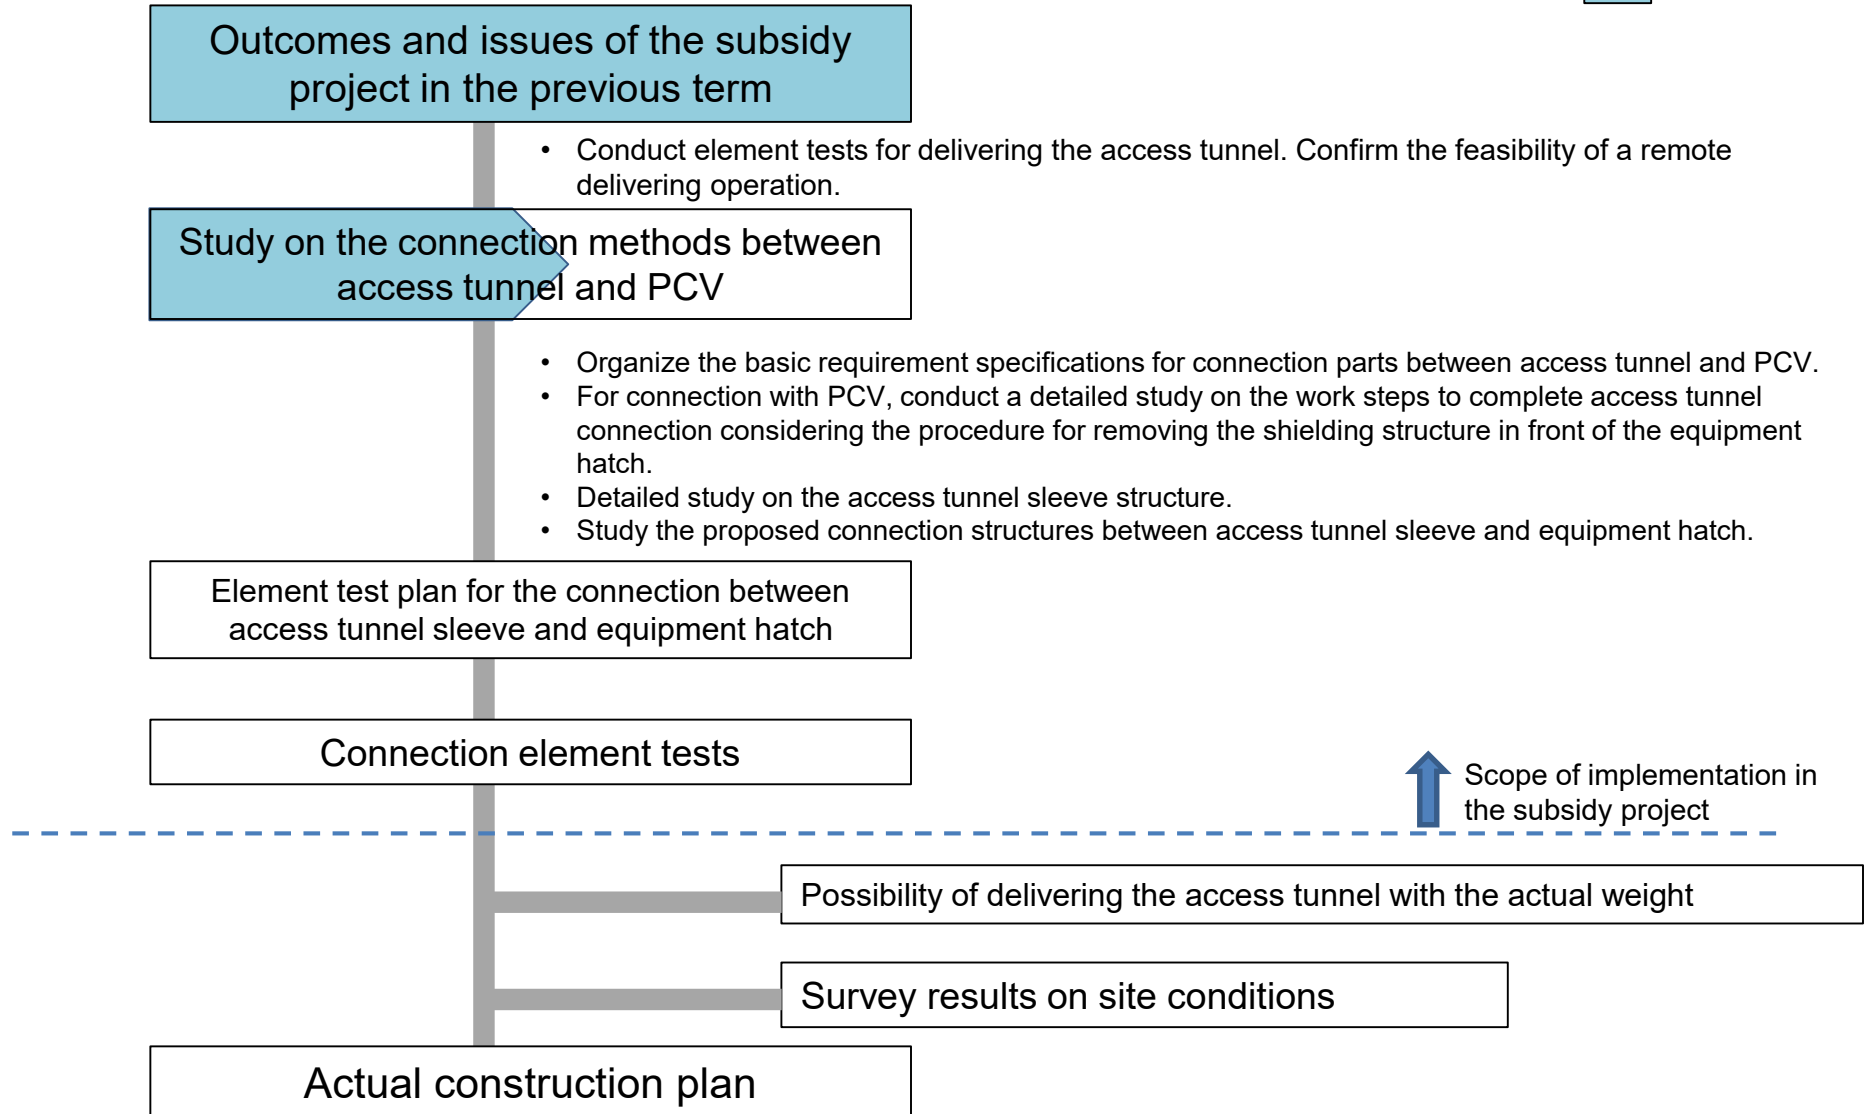 Outcomes and issues of the subsidy
project in the previous term
• Conduct element tests for delivering the access tunnel. Confirm the feasibility of a remote
delivering operation.
Study on the connection methods between
access tunnel and PCV
• Organize the basic requirement specifications for connection parts between access tunnel and PCV.
• For connection with PCV, conduct a detailed study on the work steps to complete access tunnel
connection considering the procedure for removing the shielding structure in front of the equipment
hatch.
• Detailed study on the access tunnel sleeve structure.
• Study the proposed connection structures between access tunnel sleeve and equipment hatch.
Element test plan for the connection between
access tunnel sleeve and equipment hatch
Connection element tests
Scope of implementation in
the subsidy project
Possibility of delivering the access tunnel with the actual weight
Survey results on site conditions
Actual construction plan